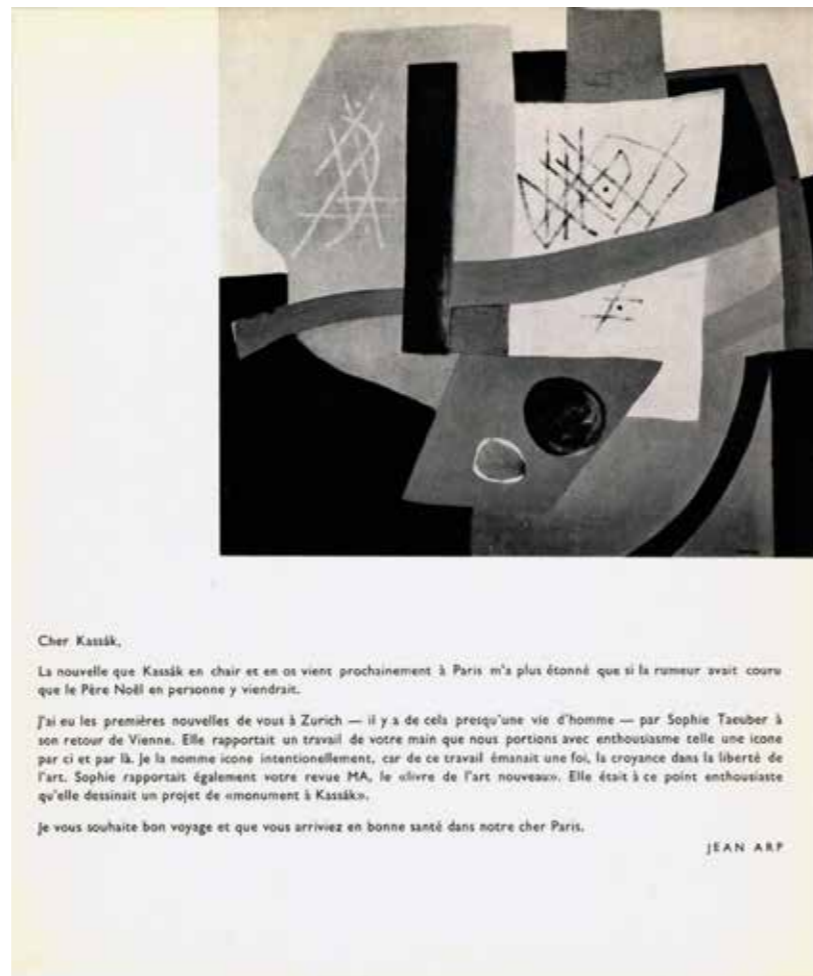 Cher Kassák,
La nouvelle que Kassák en chair et en os vient prochainement à Paris m'a plus étonné que si la rumeur avait couru
que le Père Noël en personne y viendrait.
J'ai eu les premières nouvelles de vous à Zurich — il y a de cela presqu'une vie d'homme — par Sophie Taeuber à
son retour de Vienne. Elle rapportait un travail de votre main que nous portions avec enthousiasme telle une icone
par ci et par là. Je la nomme icone intentionellement, car de ce travail émanait une foi, la croyance dans la liberté de
l'art. Sophie rapportait également votre revue MA, le «livre de l'art nouveau». Elle était à ce point enthousiaste
qu'elle dessinait un projet de «monument à Kassák».
Je vous souhaite bon voyage et que vous arriviez en bonne santé dans notre cher Paris.
JEAN ARP